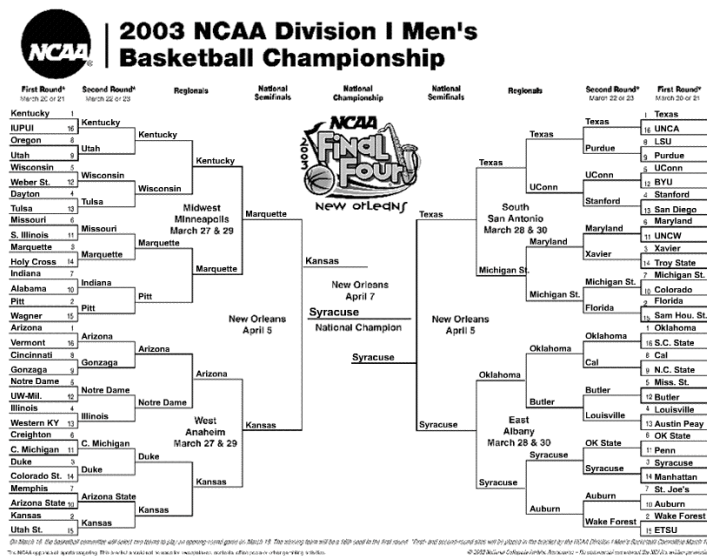 NCAA
2003 NCAA Division I Men's
Basketball Championship
First Round*
March 20 or 21
Second Round*
March 22 or 23
Regionals
National
Semifinals
National
Championship
National
Semifinals
Regionals
Second Round*
March 22 or 23
First Round*
March 20 or 21
Kentucky 1
IUPUI 16
Oregon 8
Utah 9
Wisconsin 5
Weber St. 12
Dayton 4
Tulsa 13
Missouri 6
S. Illinois 11
Marquette 3
Holy Cross 14
Indiana 7
Alabama 10
Pitt 2
Wagner 15
Arizona 1
Vermont 16
Cincinnati 8
Gonzaga 9
Notre Dame 5
UW-Mil. 12
Illinois 4
Western KY 13
Creighton 6
C. Michigan 11
Duke 3
Colorado St. 14
Memphis 7
Arizona State 10
Kansas 2
Utah St. 15
Kentucky
Utah
Wisconsin
Tulsa
Missouri
Marquette
Indiana
Pitt
Arizona
Gonzaga
Notre Dame
Illinois
C. Michigan
Duke
Arizona State
Kansas
Kentucky
Wisconsin
Marquette
Pitt
Arizona
Notre Dame
Duke
Kansas
Kentucky
Midwest
Minneapolis
March 27 & 29
Marquette
Arizona
West
Anaheim
March 27 & 29
Kansas
Marquette
New Orleans
April 5
Kansas
NCAA
2003
Final
Four
New Orleans
Kansas
New Orleans
April 7
Syracuse
National Champion
Syracuse
Texas
New Orleans
April 5
Syracuse
Texas
South
San Antonio
March 28 & 30
Michigan St.
Oklahoma
East
Albany
March 28 & 30
Syracuse
Texas
UConn
Maryland
Michigan St.
Oklahoma
Butler
Syracuse
Auburn
Texas
Purdue
UConn
Stanford
Maryland
Xavier
Michigan St.
Florida
Oklahoma
Cal
Butler
Louisville
OK State
Syracuse
Auburn
Wake Forest
1 Texas
16 UNCA
8 LSU
9 Purdue
5 UConn
12 BYU
4 Stanford
13 San Diego
6 Maryland
11 UNCW
3 Xavier
14 Troy State
7 Michigan St.
10 Colorado
2 Florida
15 Sam Hou. St.
1 Oklahoma
16 S.C. State
8 Cal
9 N.C. State
5 Miss. St.
12 Butler
4 Louisville
13 Austin Peay
6 OK State
11 Penn
3 Syracuse
14 Manhattan
7 St. Joe's
10 Auburn
2 Wake Forest
15 ETSU